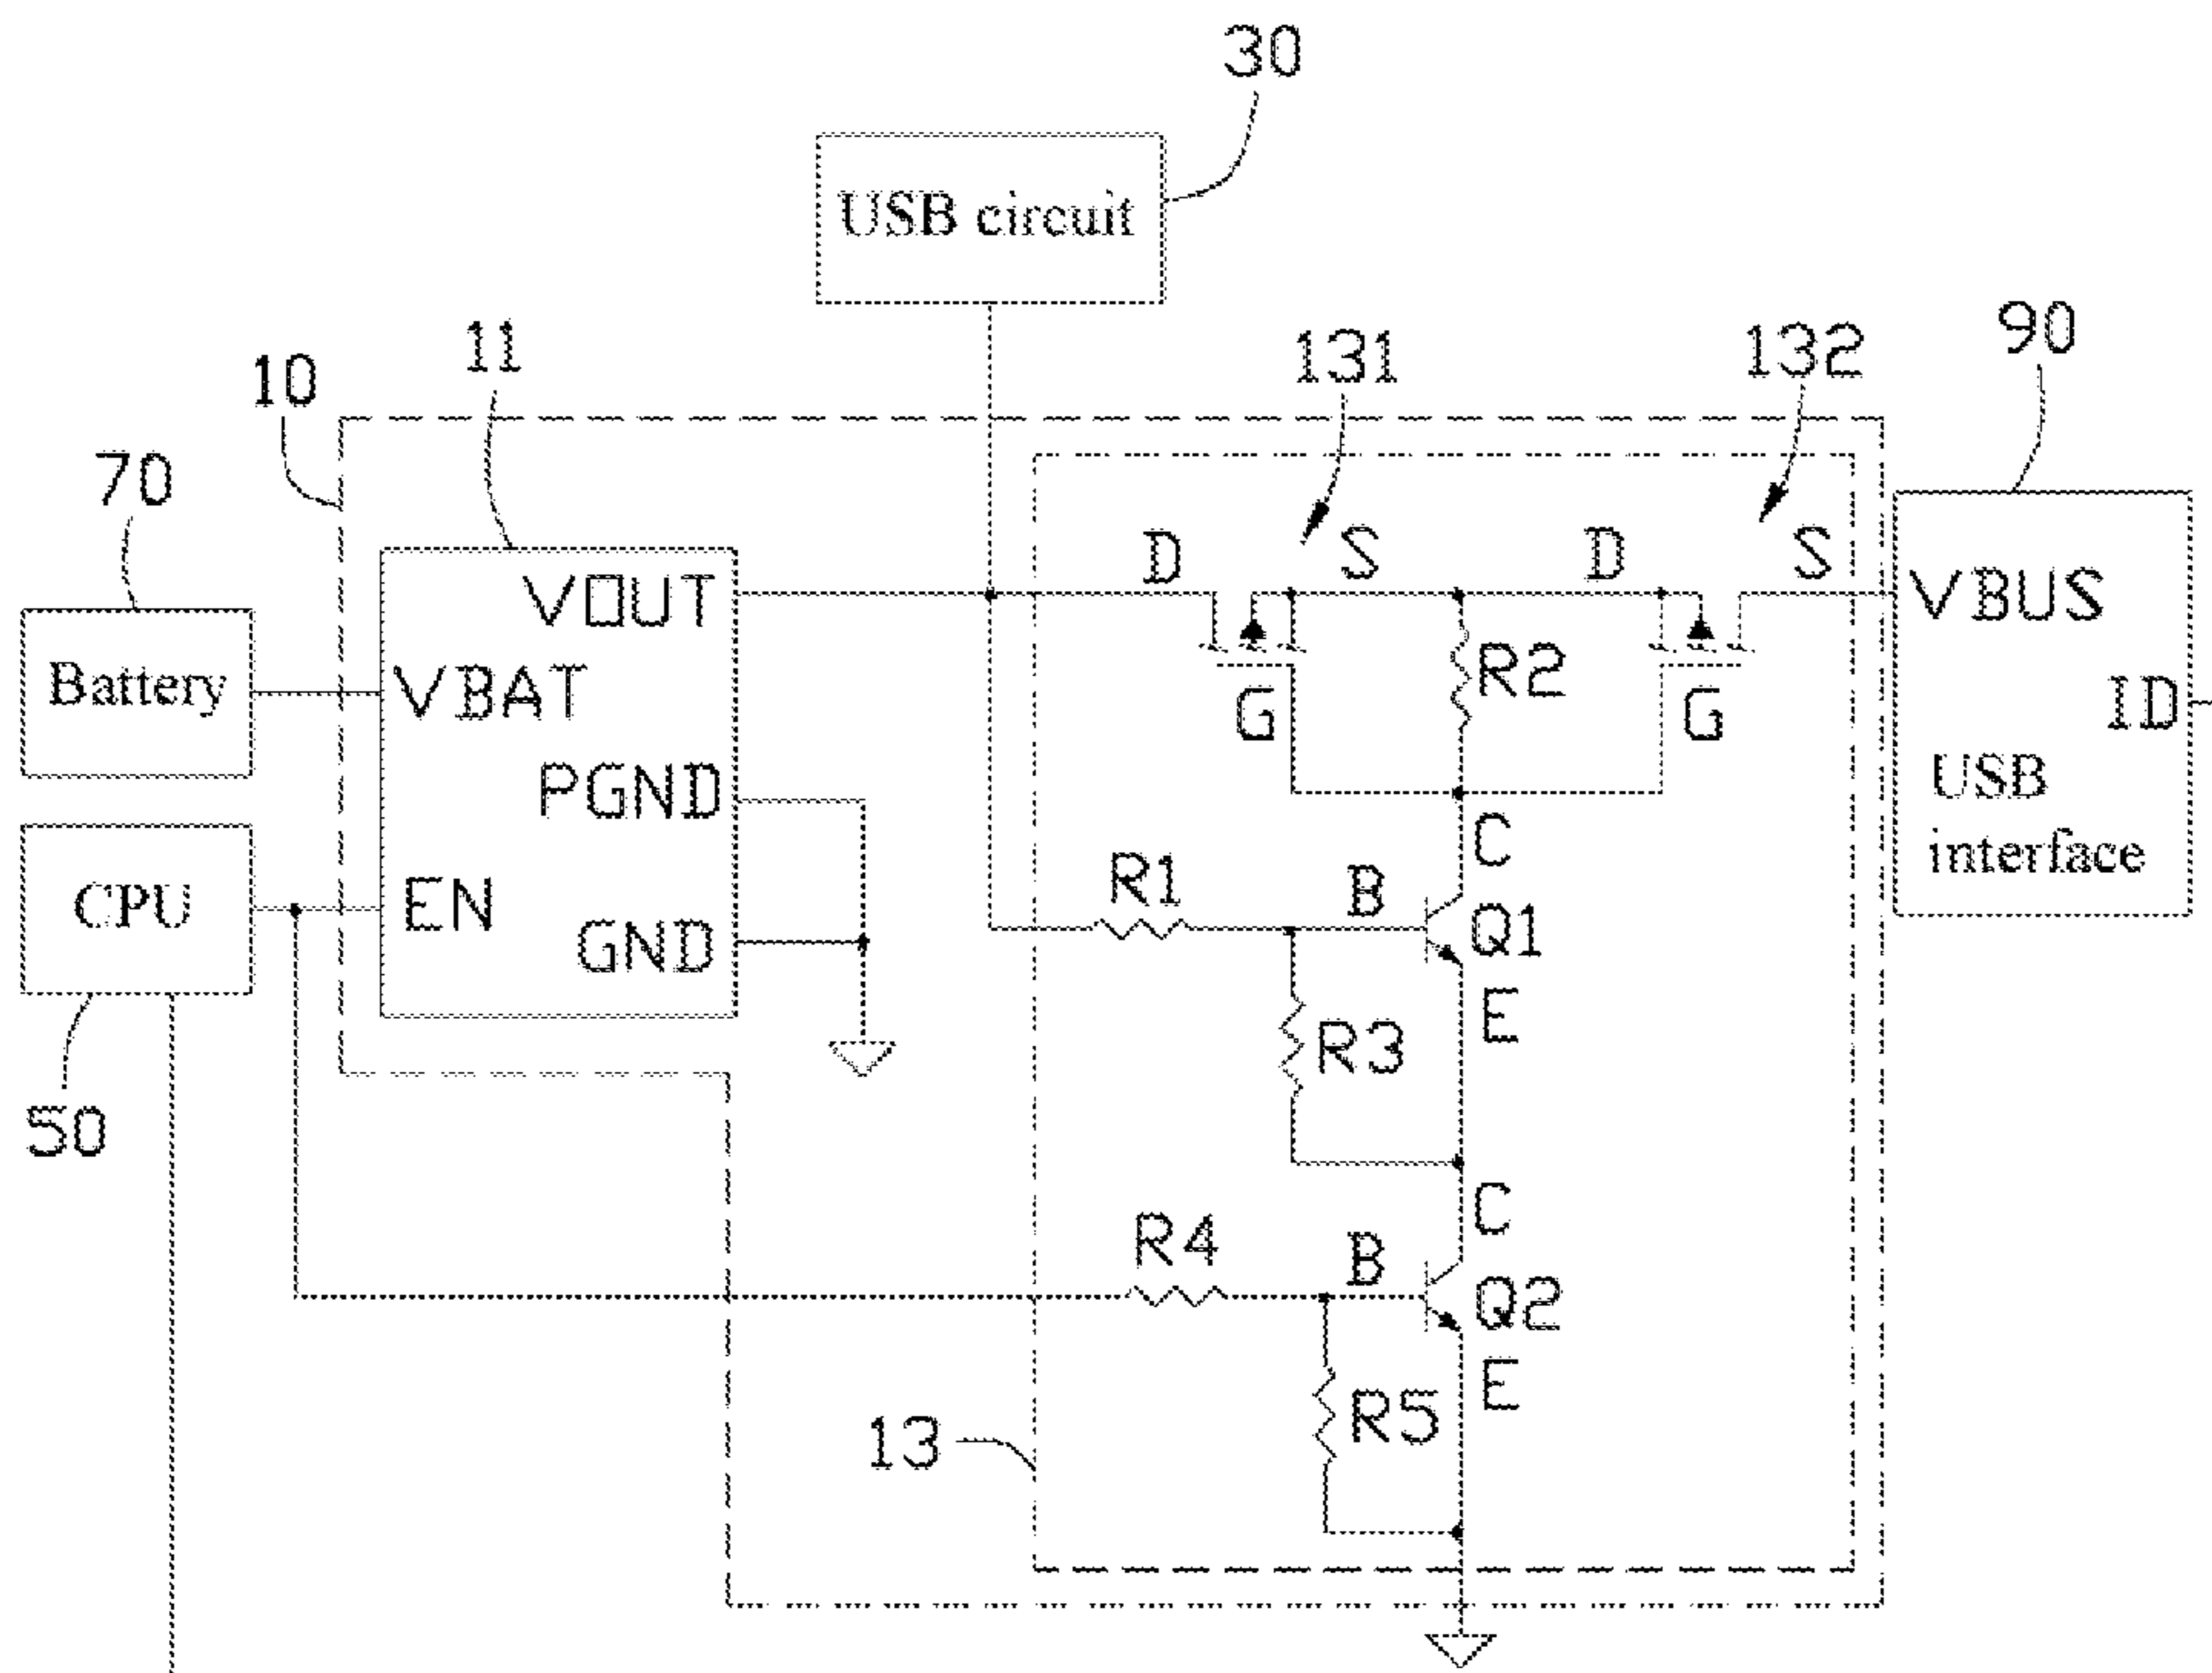 30
USB circuit
10
11
131
132
90
70
D
S
D
S
VOUT
VBUS
Battery
VBAT
G
R2
G
ID
PGND
USB
interface
CPU
EN
GND
R1
B
C
Q1
E
R3
50
C
R4
B
Q2
E
R5
13